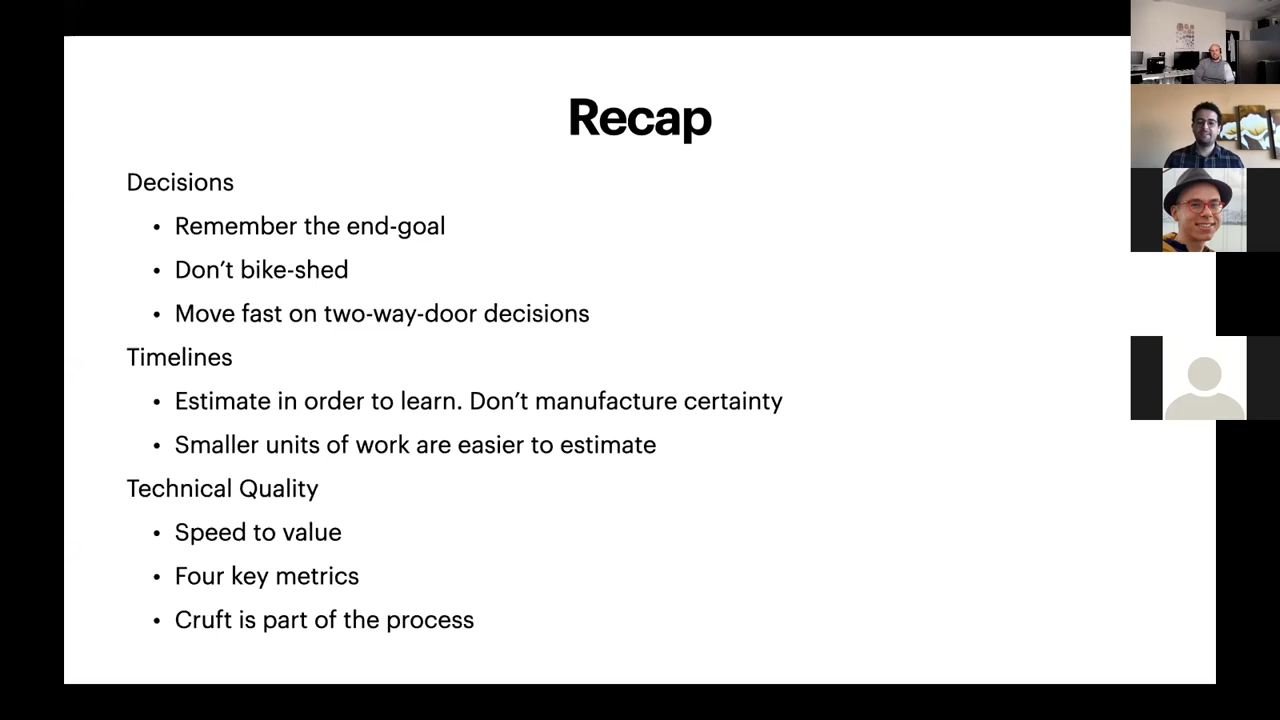 Recap
Decisions
• Remember the end-goal
• Don’t bike-shed
• Move fast on two-way-door decisions
Timelines
• Estimate in order to learn. Don’t manufacture certainty
• Smaller units of work are easier to estimate
Technical Quality
• Speed to value
• Four key metrics
• Cruft is part of the process